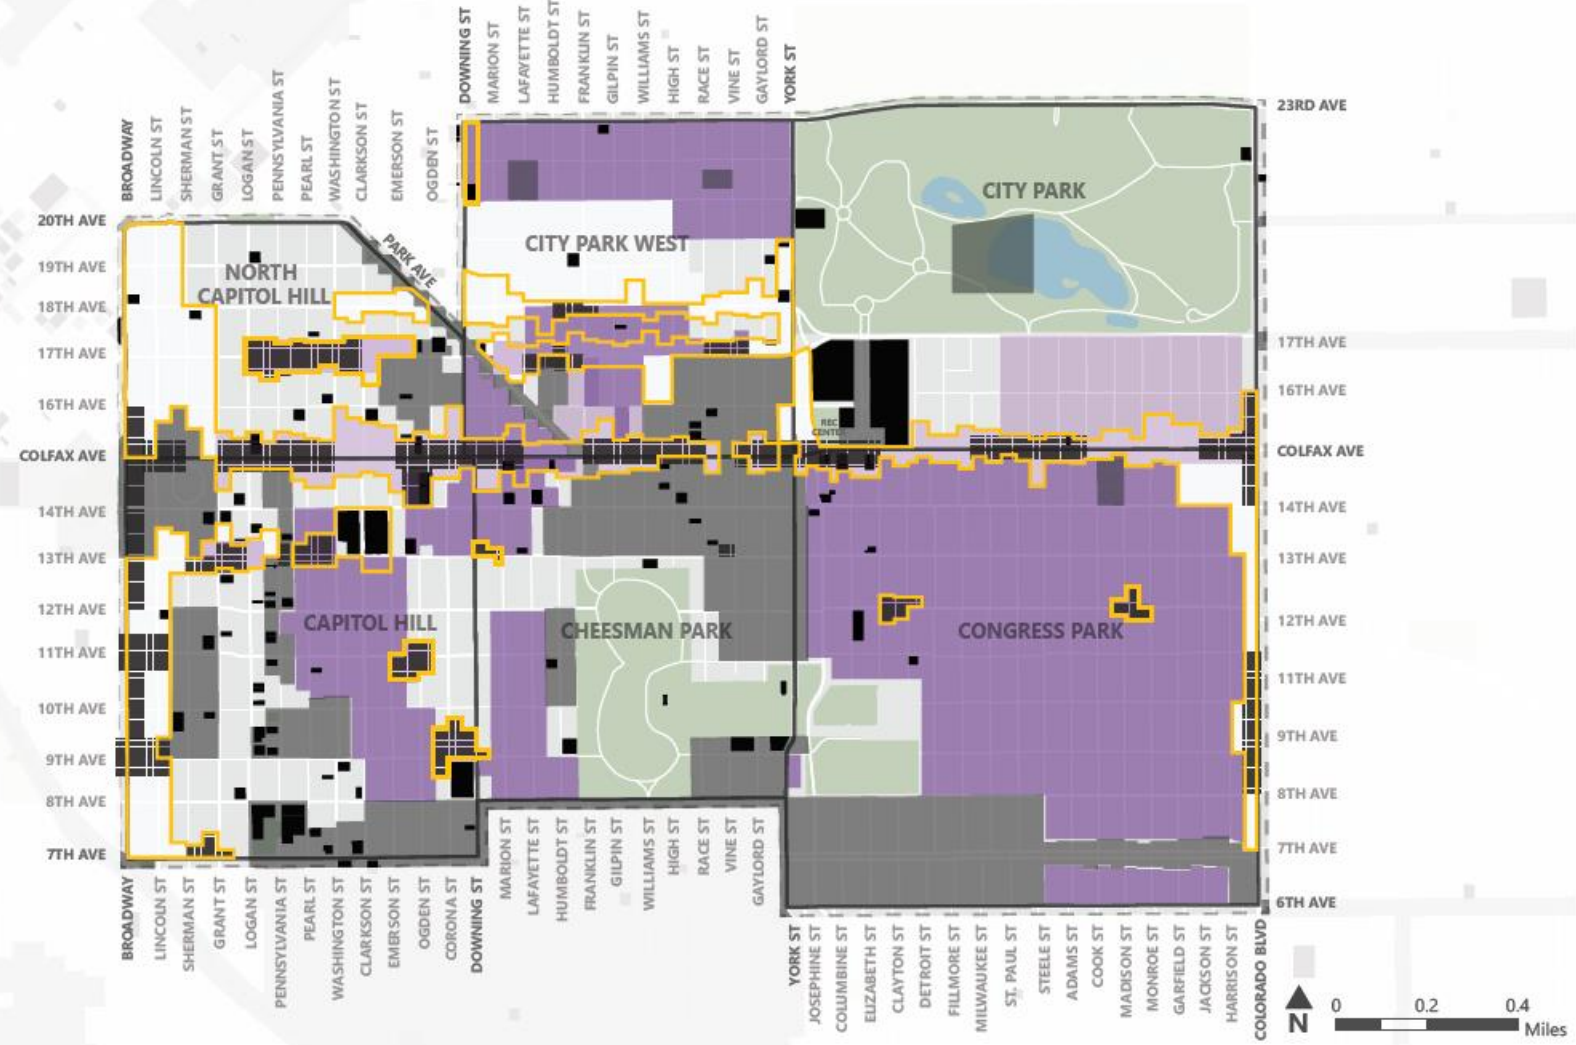 DOWNING ST
MARION ST
LAFAYETTE ST
HUMBOLDT ST
FRANKLIN ST
GILPIN ST
WILLIAMS ST
HIGH ST
RACE ST
VINE ST
GAYLORD ST
YORK ST
BROADWAY
LINCOLN ST
SHERMAN ST
GRANT ST
LOGAN ST
PENNSYLVANIA ST
PEARL ST
WASHINGTON ST
CLARKSON ST
EMERSON ST
OGDEN ST
PARK AVE
20TH AVE
19TH AVE
18TH AVE
17TH AVE
16TH AVE
COLFAX AVE
14TH AVE
13TH AVE
12TH AVE
11TH AVE
10TH AVE
9TH AVE
8TH AVE
7TH AVE
NORTH
CAPITOL HILL
CITY PARK WEST
CITY PARK
REC
CENTER
CAPITOL HILL
CHEESMAN PARK
CONGRESS PARK
23RD AVE
17TH AVE
16TH AVE
COLFAX AVE
14TH AVE
13TH AVE
12TH AVE
11TH AVE
9TH AVE
8TH AVE
7TH AVE
6TH AVE
BROADWAY
LINCOLN ST
SHERMAN ST
GRANT ST
LOGAN ST
PENNSYLVANIA ST
PEARL ST
WASHINGTON ST
CLARKSON ST
EMERSON ST
OGDEN ST
CORONA ST
DOWNING ST
MARION ST
LAFAYETTE ST
HUMBOLDT ST
FRANKLIN ST
GILPIN ST
WILLIAMS ST
HIGH ST
RACE ST
VINE ST
GAYLORD ST
YORK ST
JOSEPHINE ST
COLUMBINE ST
ELIZABETH ST
CLAYTON ST
DETROIT ST
FILLMORE ST
MILWAUKEE ST
ST. PAUL ST
STEELE ST
ADAMS ST
COOK ST
MADISON ST
MONROE ST
GARFIELD ST
JACKSON ST
HARRISON ST
COLORADO BLVD
N
0 0.2 0.4
Miles